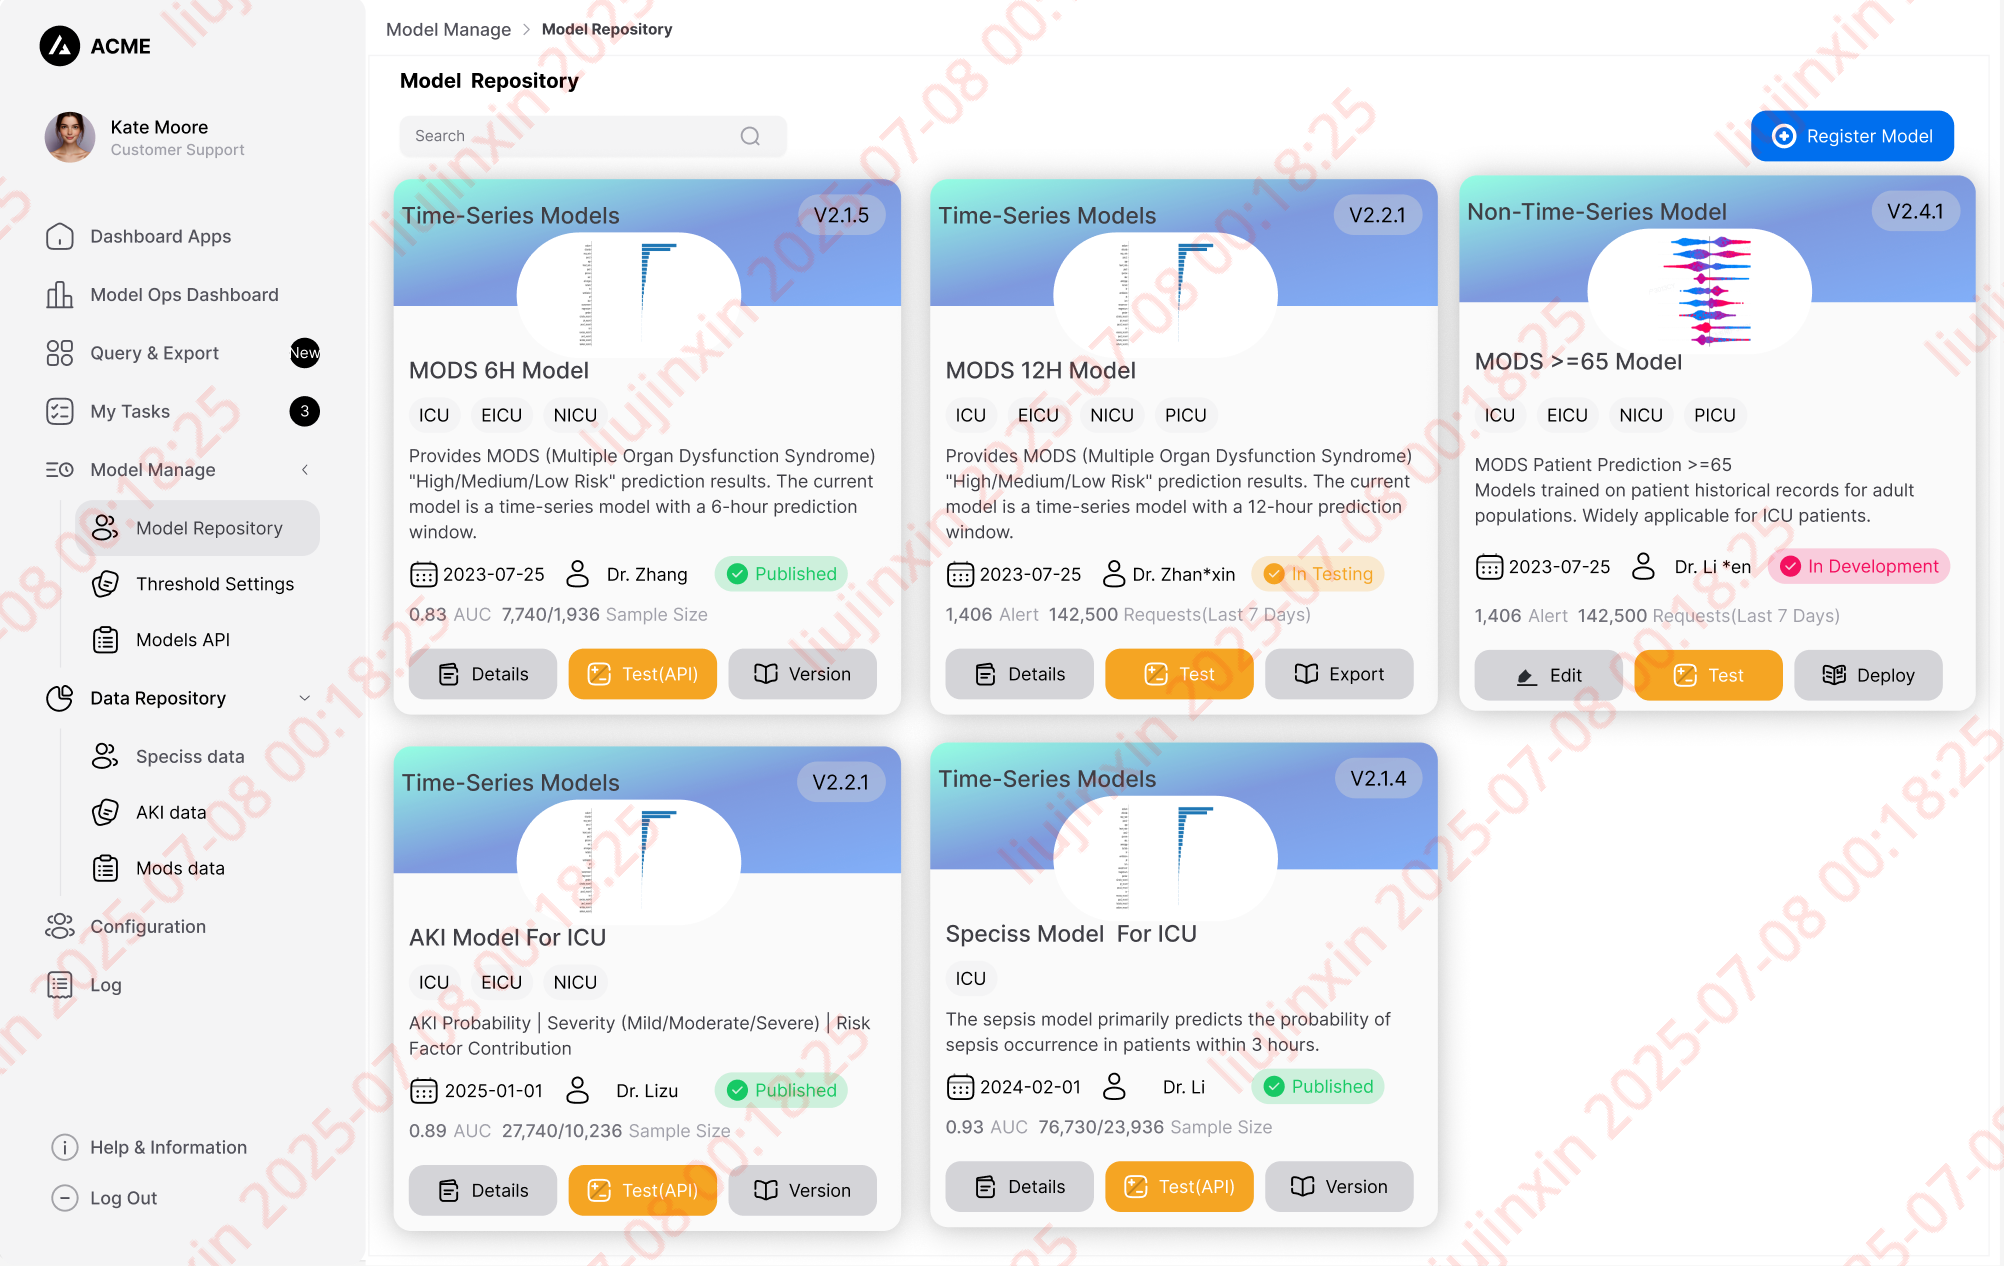 ACME
Kate Moore
Customer Support
Dashboard Apps
Model Ops Dashboard
Query & Export
New
My Tasks
3
Model Manage
Model Repository
Threshold Settings
Models API
Data Repository
Speciss data
AKI data
Mods data
Configuration
Log
Help & Information
Log Out
Model Manage > Model Repository
Model Repository
Search
Register Model
Time-Series Models
V2.1.5
MODS 6H Model
ICU EICU NICU
Provides MODS (Multiple Organ Dysfunction Syndrome)
"High/Medium/Low Risk" prediction results. The current
model is a time-series model with a 6-hour prediction
window.
2023-07-25 Dr. Zhang Published
0.83 AUC 7,740/1,936 Sample Size
Details Test(API) Version
Time-Series Models
V2.2.1
MODS 12H Model
ICU EICU NICU PICU
Provides MODS (Multiple Organ Dysfunction Syndrome)
"High/Medium/Low Risk" prediction results. The current
model is a time-series model with a 12-hour prediction
window.
2023-07-25 Dr. Zhan*xin In Testing
1,406 Alert 142,500 Requests(Last 7 Days)
Details Test Export
Non-Time-Series Model
V2.4.1
MODS >=65 Model
ICU EICU NICU PICU
MODS Patient Prediction >=65
Models trained on patient historical records for adult
populations. Widely applicable for ICU patients.
2023-07-25 Dr. Li *en In Development
1,406 Alert 142,500 Requests(Last 7 Days)
Edit Test Deploy
Time-Series Models
V2.2.1
AKI Model For ICU
ICU EICU NICU
AKI Probability | Severity (Mild/Moderate/Severe) | Risk
Factor Contribution
2025-01-01 Dr. Lizu Published
0.89 AUC 27,740/10,236 Sample Size
Details Test(API) Version
Time-Series Models
V2.1.4
Speciss Model For ICU
ICU
The sepsis model primarily predicts the probability of
sepsis occurrence in patients within 3 hours.
2024-02-01 Dr. Li Published
0.93 AUC 76,730/23,936 Sample Size
Details Test(API) Version
liujinxin 2025-07-08 00:18:25